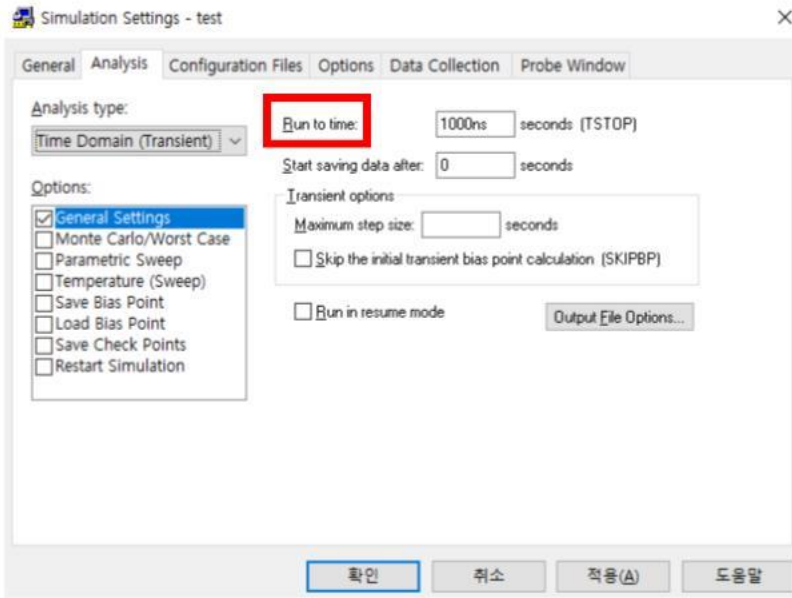 Simulation Settings - test
General Analysis Configuration Files Options Data Collection Probe Window
Analysis type:
Time Domain (Transient)
Options:
General Settings
Monte Carlo/Worst Case
Parametric Sweep
Temperature (Sweep)
Save Bias Point
Load Bias Point
Save Check Points
Restart Simulation
Run to time: 1000ns seconds (TSTOP)
Start saving data after: 0 seconds
Transient options
Maximum step size: seconds
Skip the initial transient bias point calculation (SKIPBP)
Run in resume mode
Output File Options...
확인 취소 적용(A) 도움말